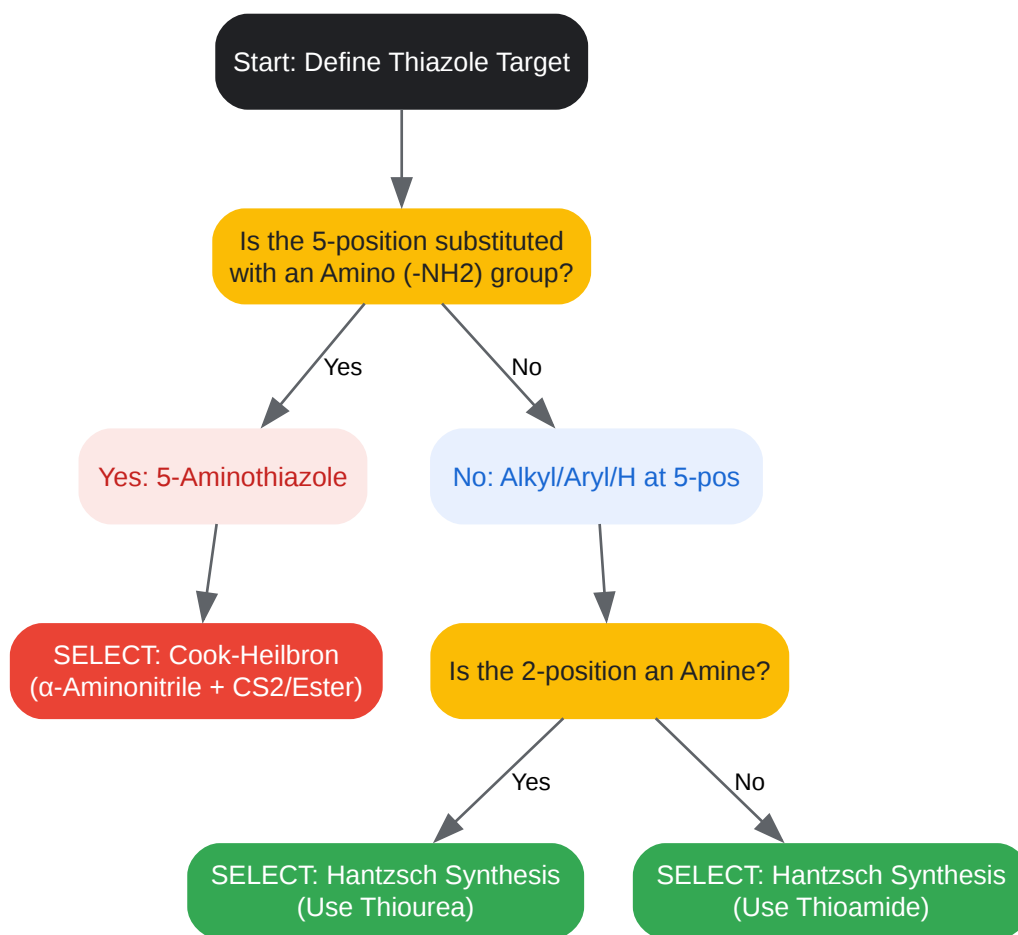 Start: Define Thiazole Target
Is the 5-position substituted
with an Amino (-NH2) group?
Yes
No
Yes: 5-Aminothiazole
No: Alkyl/Aryl/H at 5-pos
SELECT: Cook-Heilbron
(α-Aminonitrile + CS2/Ester)
Is the 2-position an Amine?
Yes
No
SELECT: Hantzsch Synthesis
(Use Thiourea)
SELECT: Hantzsch Synthesis
(Use Thioamide)